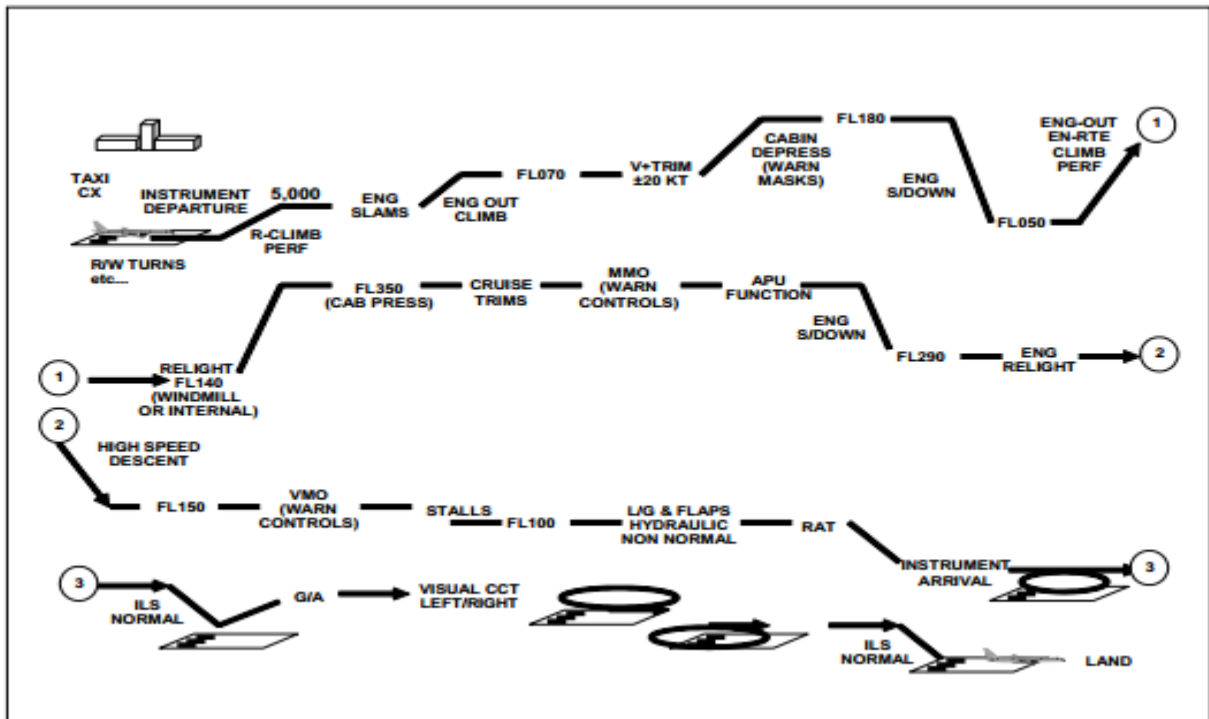 TAXI
CX
INSTRUMENT
DEPARTURE
R/W TURNS
etc...
5,000
R-CLIMB
PERF
ENG
SLAMS
ENG OUT
CLIMB
FL070
V+TRIM
±20 KT
CABIN
DEPRESS
(WARN
MASKS)
FL180
ENG
S/DOWN
FL050
ENG-OUT
EN-RTE
CLIMB
PERF
1
1
RELIGHT
FL140
(WINDMILL
OR INTERNAL)
FL350
(CAB PRESS)
CRUISE
TRIMS
MMO
(WARN
CONTROLS)
APU
FUNCTION
ENG
S/DOWN
FL290
ENG
RELIGHT
2
2
HIGH SPEED
DESCENT
FL150
VMO
(WARN
CONTROLS)
STALLS
FL100
L/G & FLAPS
HYDRAULIC
NON NORMAL
RAT
INSTRUMENT
ARRIVAL
3
3
ILS
NORMAL
G/A
VISUAL CCT
LEFT/RIGHT
ILS
NORMAL
LAND